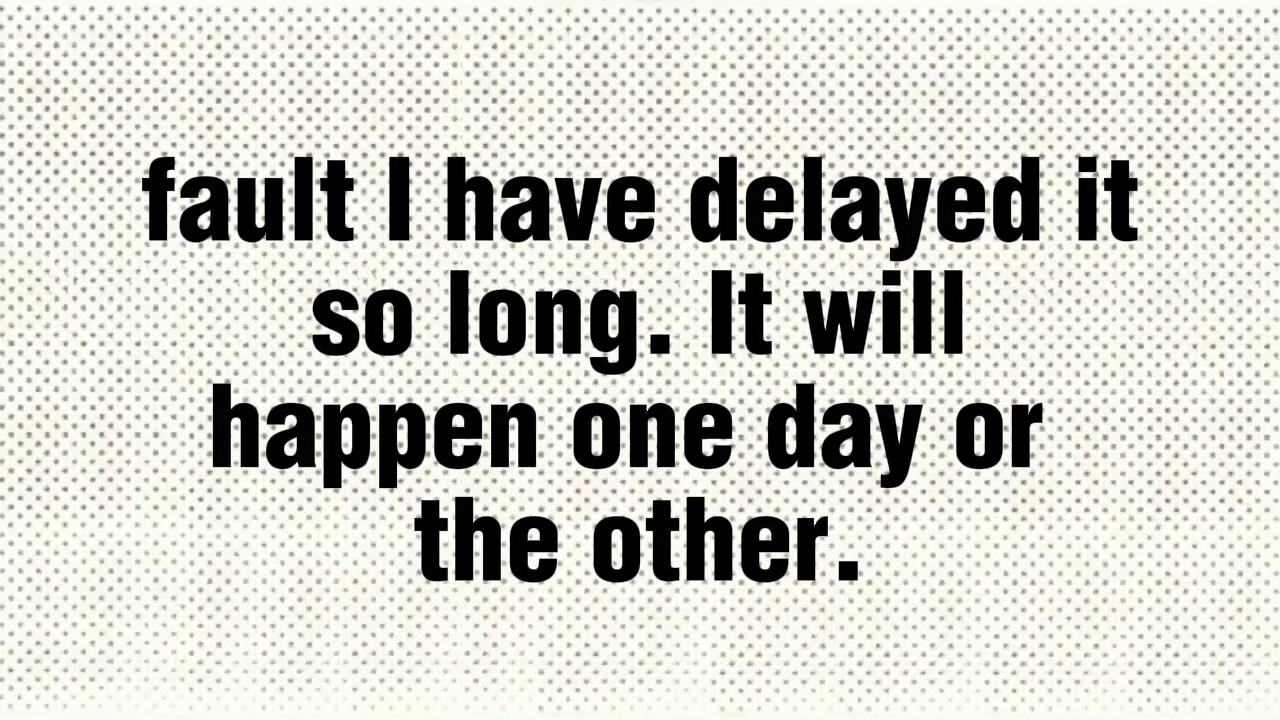 fault I have delayed it
so long. It will
happen one day or
the other.